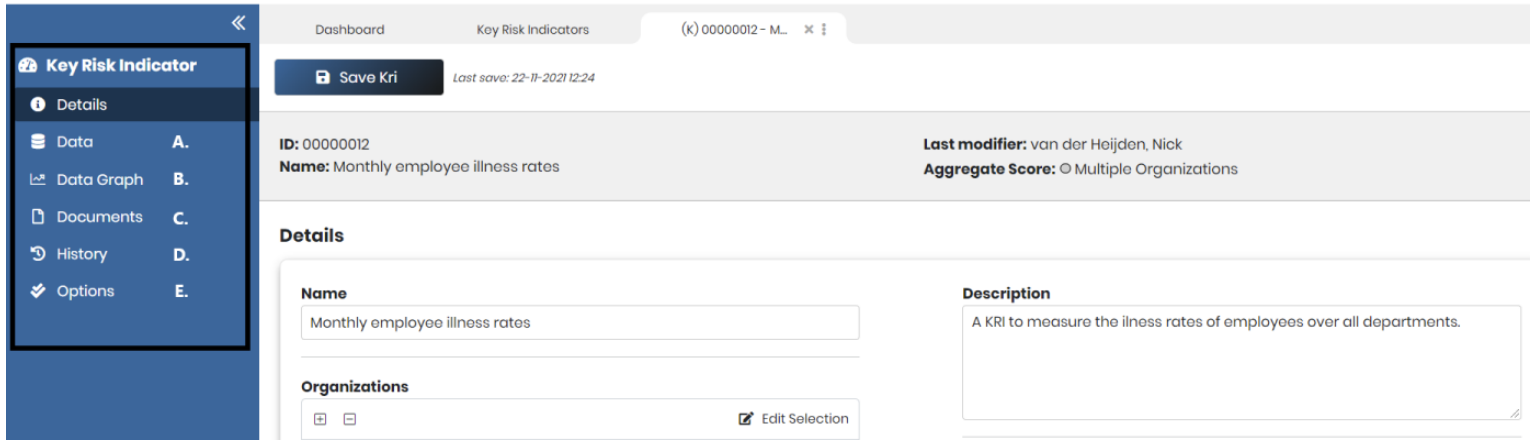 Dashboard Key Risk Indicators (K) 00000012 - M...
Key Risk Indicator
Save Kri Last save: 22-11-2021 12:24
Details
Data A.
Data Graph B.
Documents C.
History D.
Options E.
ID: 00000012
Name: Monthly employee illness rates
Last modifier: van der Heijden, Nick
Aggregate Score: Multiple Organizations
Details
Name
Monthly employee illness rates
Organizations
Edit Selection
Description
A KRI to measure the ilness rates of employees over all departments.